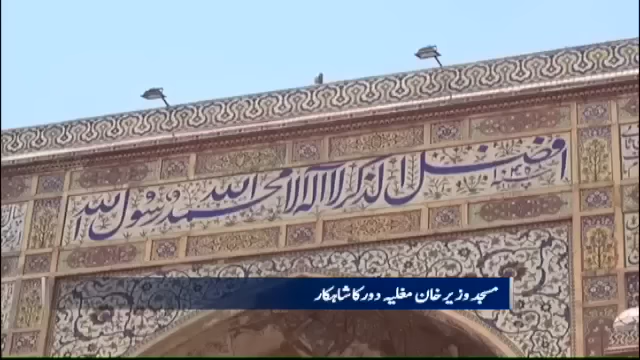 افضل الذکر لا اله الا الله محمد رسول الله
مسجد وزیر خان مغلیہ دور کا شاہکار